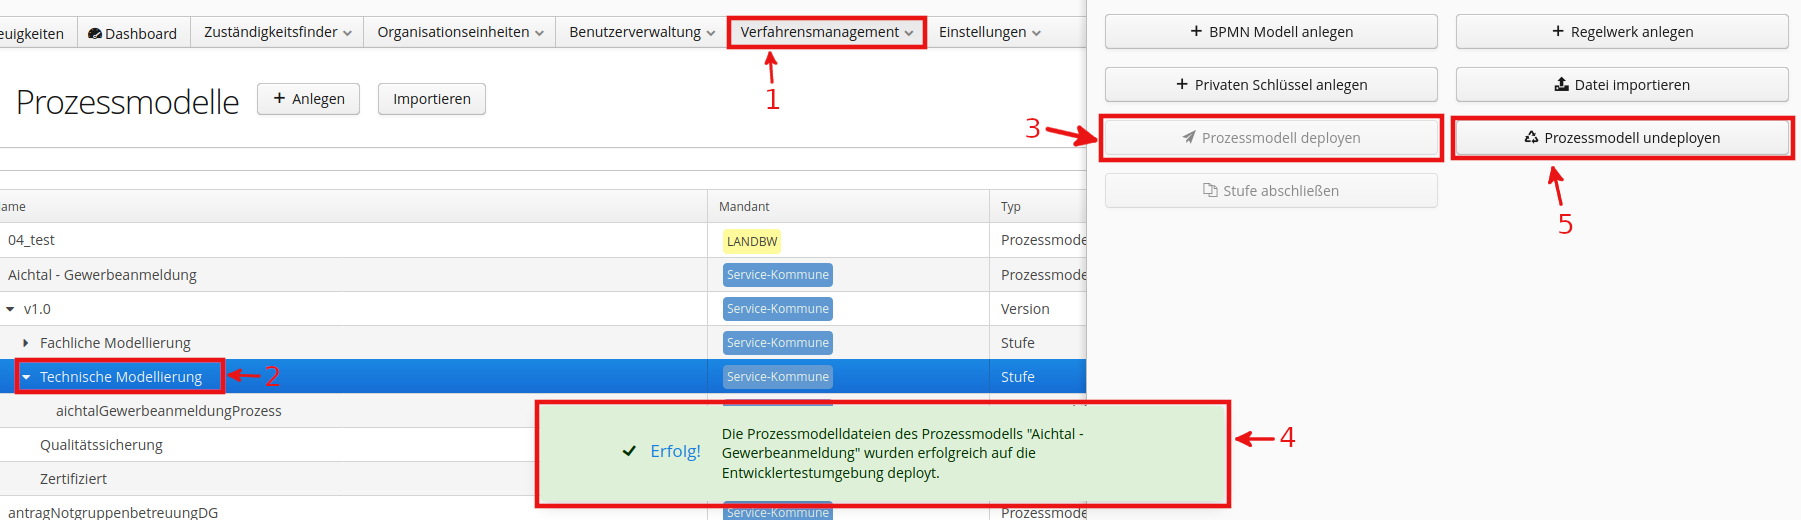 euigkeiten Dashboard Zuständigkeitsfinder Organisationseinheiten Benutzerverwaltung Verfahrensmanagement Einstellungen
1
Prozessmodelle
+ Anlegen
Importieren
ame Mandant Typ
04_test LANDBW Prozessmode
Aichtal - Gewerbeanmeldung Service-Kommune Prozessmode
v1.0 Service-Kommune Version
Fachliche Modellierung Service-Kommune Stufe
Technische Modellierung 2 Service-Kommune Stufe
aichtalGewerbeanmeldungProzess
Qualitätssicherung
Zertifiziert
antragNotgruppenbetreuungDG Service-Kommune Prozessmode
Erfolg!
Die Prozessmodelldateien des Prozessmodells "Aichtal -
Gewerbeanmeldung" wurden erfolgreich auf die
Entwicklertestumgebung deployt.
4
+ BPMN Modell anlegen
+ Regelwerk anlegen
+ Privaten Schlüssel anlegen
Datei importieren
3
Prozessmodell deployen
Prozessmodell undeployen
Stufe abschließen
5